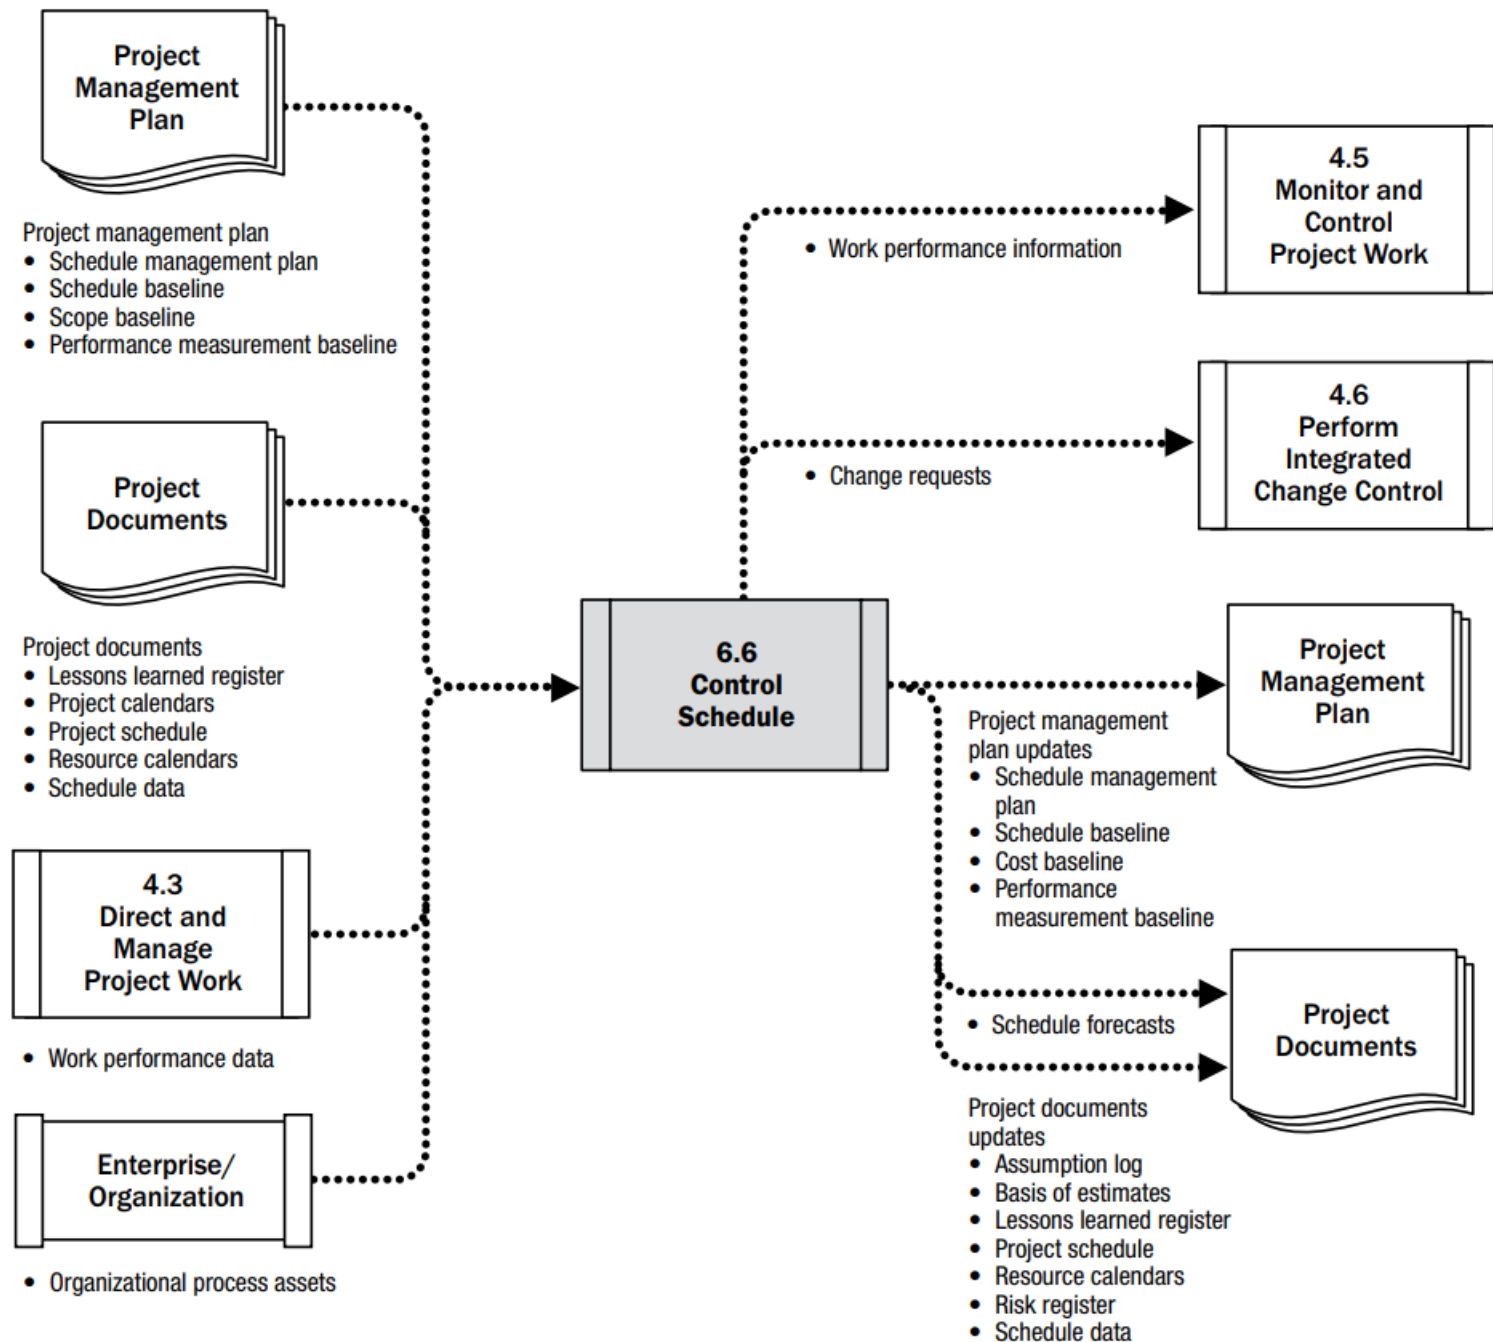 Project
Management
Plan
Project management plan
• Schedule management plan
• Schedule baseline
• Scope baseline
• Performance measurement baseline
Project
Documents
Project documents
• Lessons learned register
• Project calendars
• Project schedule
• Resource calendars
• Schedule data
4.3
Direct and
Manage
Project Work
• Work performance data
Enterprise/
Organization
• Organizational process assets
6.6
Control
Schedule
• Work performance information
4.5
Monitor and
Control
Project Work
• Change requests
4.6
Perform
Integrated
Change Control
Project
Management
Plan
Project management
plan updates
• Schedule management
plan
• Schedule baseline
• Cost baseline
• Performance
measurement baseline
• Schedule forecasts
Project
Documents
Project documents
updates
• Assumption log
• Basis of estimates
• Lessons learned register
• Project schedule
• Resource calendars
• Risk register
• Schedule data